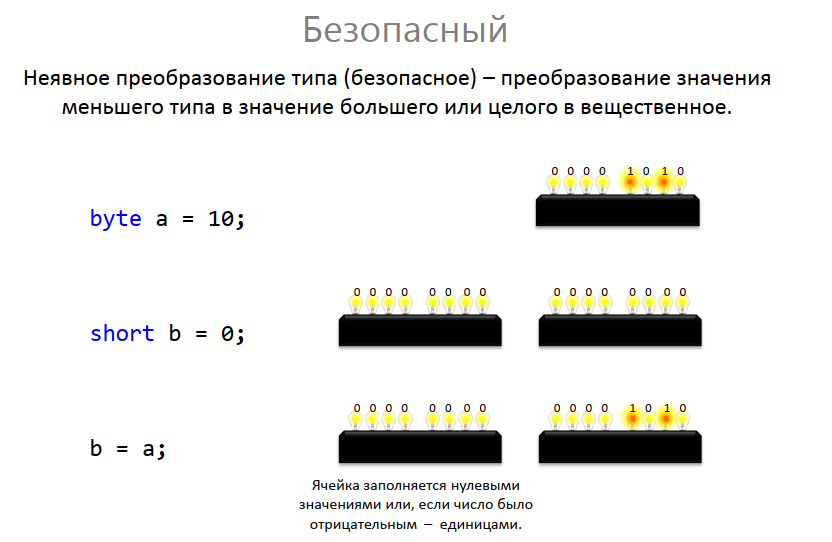 Безопасный
Неявное преобразование типа (безопасное) – преобразование значения
меньшего типа в значение большего или целого в вещественное.
0 0 0 0 1 0 1 0
byte a = 10;
0 0 0 0 0 0 0 0 0 0 0 0 0 0 0 0
short b = 0;
0 0 0 0 0 0 0 0 0 0 0 0 1 0 1 0
b = a;
Ячейка заполняется нулевыми
значениями или, если число было
отрицательным – единицами.